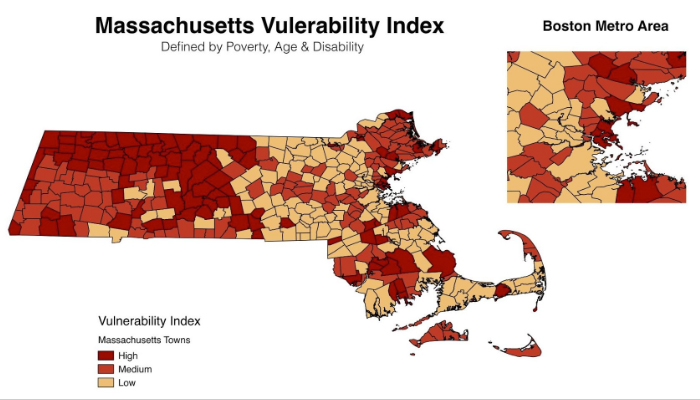 Massachusetts Vulerability Index
Defined by Poverty, Age & Disability
Boston Metro Area
Vulnerability Index
Massachusetts Towns
High
Medium
Low